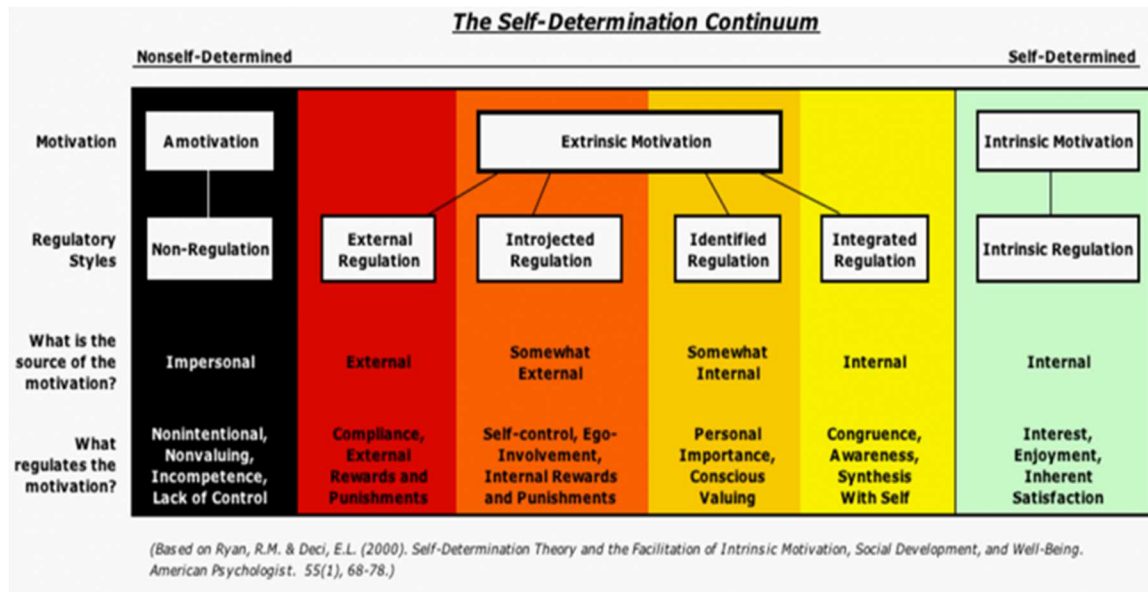 The Self-Determination Continuum
Nonself-Determined
Self-Determined
Motivation
Amotivation
Extrinsic Motivation
Intrinsic Motivation
Regulatory
Styles
Non-Regulation
External
Regulation
Introjected
Regulation
Identified
Regulation
Integrated
Regulation
Intrinsic Regulation
What is the
source of the
motivation?
Impersonal
External
Somewhat
External
Somewhat
Internal
Internal
Internal
What
regulates the
motivation?
Nonintentional,
Nonvaluing,
Incompetence,
Lack of Control
Compliance,
External
Rewards and
Punishments
Self-control, Ego-
Involvement,
Internal Rewards
and Punishments
Personal
Importance,
Conscious
Valuing
Congruence,
Awareness,
Synthesis
With Self
Interest,
Enjoyment,
Inherent
Satisfaction
(Based on Ryan, R.M. & Deci, E.L. (2000). Self-Determination Theory and the Facilitation of Intrinsic Motivation, Social Development, and Well-Being.
American Psychologist. 55(1), 68-78.)